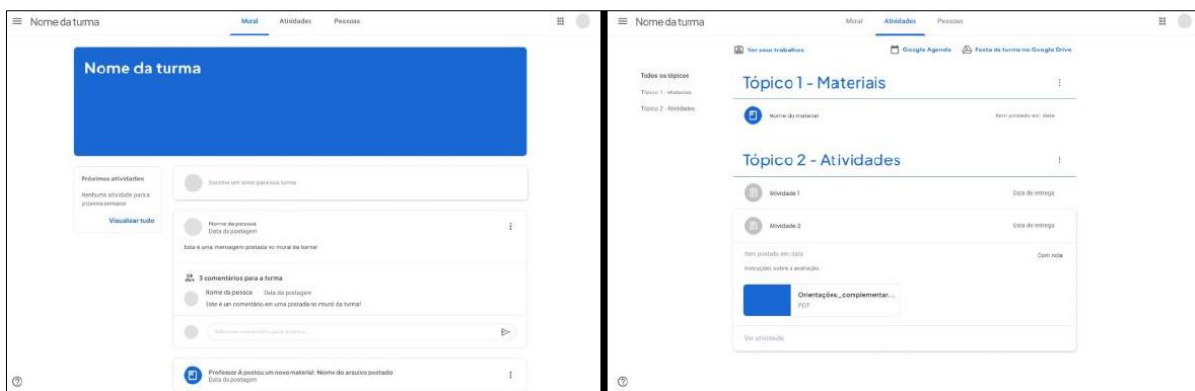 Nome da turma
Mural Atividades Pessoas
Nome da turma
Próximas atividades
Nenhuma atividade para a
próxima semana!
Visualizar tudo
Escreva um aviso para sua turma
Nome da pessoa
Data da postagem
Esta é uma mensagem postada no mural da turma!
3 comentários para a turma
Nome da pessoa Data da postagem
Este é um comentário em uma postada no mural da turma!
Adicionar comentário para a turma...
Professor A postou um novo material: Nome do arquivo postado
Data da postagem
Nome da turma
Mural Atividades Pessoas
Ver seus trabalhos
Google Agenda
Pasta da turma no Google Drive
Todos os tópicos
Tópico 1 - Materiais
Tópico 2 - Atividades
Tópico 1 - Materiais
Nome do material
Item postado em: data
Tópico 2 - Atividades
Atividade 1
Data de entrega
Atividade 2
Data de entrega
Item postado em: data
Com nota
Instruções sobre a avaliação.
Orientações_complementar...
PDF
Ver atividade